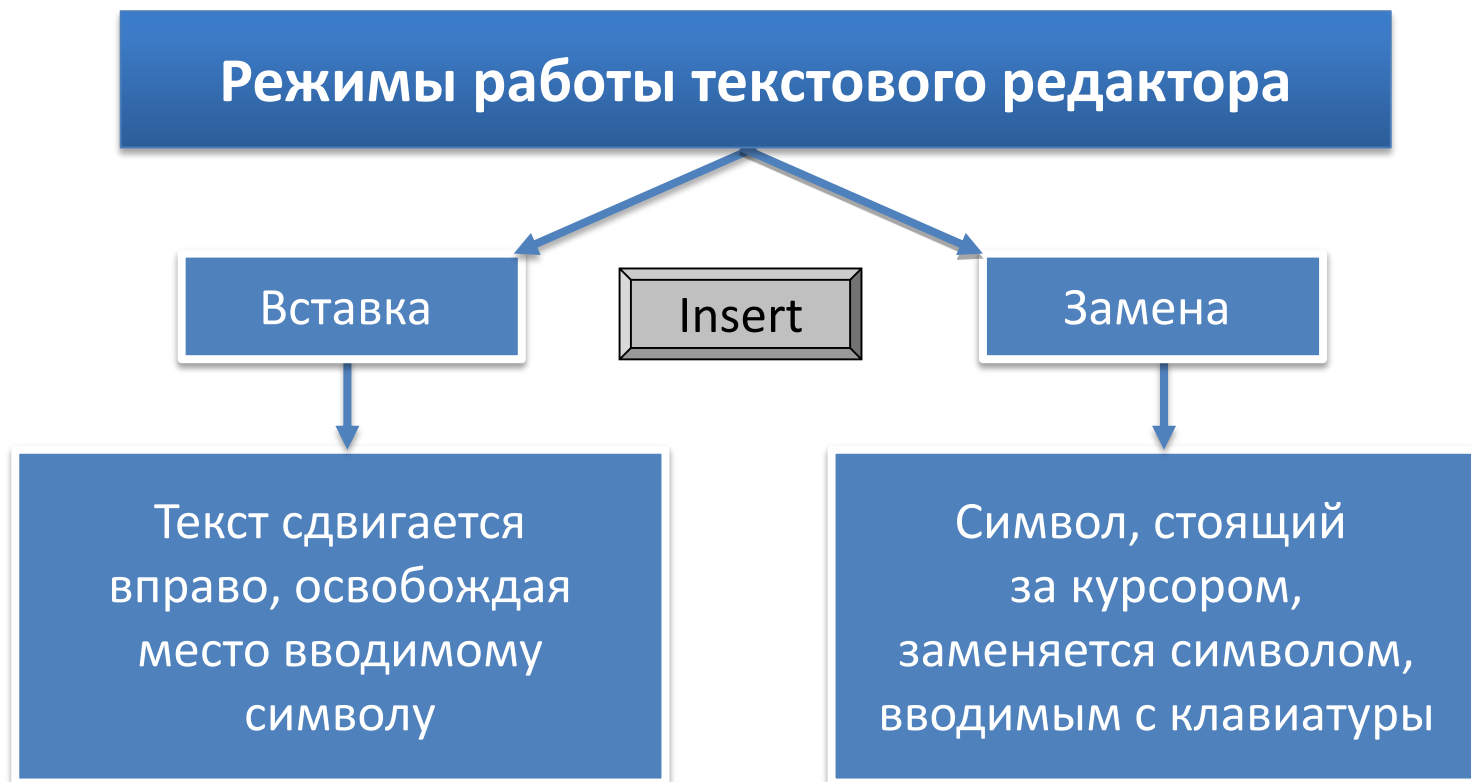 Режимы работы текстового редактора
Вставка
Insert
Замена
Текст сдвигается
вправо, освобождая
место вводимому
символу
Символ, стоящий
за курсором,
заменяется символом,
вводимым с клавиатуры